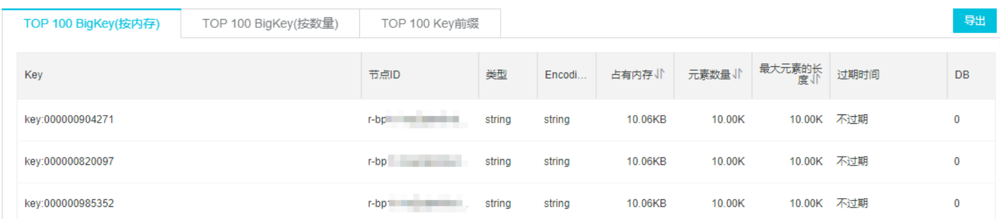 TOP 100 BigKey(按内存) TOP 100 BigKey(按数量) TOP 100 Key前缀 导出
Key 节点ID 类型 Encodi... 占有内存 元素数量 最大元素的长度 过期时间 DB
key:000000904271 r-bp string string 10.06KB 10.00K 10.00K 不过期 0
key:000000820097 r-bp string string 10.06KB 10.00K 10.00K 不过期 0
key:000000985352 r-bp string string 10.06KB 10.00K 10.00K 不过期 0